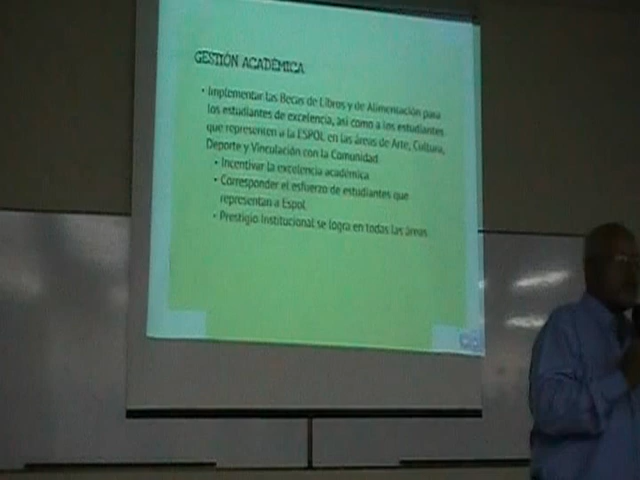 GESTIÓN ACADÉMICA
• Implementar las Becas de Libros y de Alimentación para
los estudiantes de excelencia, así como a los estudiantes
que representen a la ESPOL en las áreas de Arte, Cultura,
Deporte y Vinculación con la Comunidad
• Incentivar la excelencia académica
• Corresponder el esfuerzo de estudiantes que
representan a Espol
• Prestigio Institucional se logra en todas las áreas